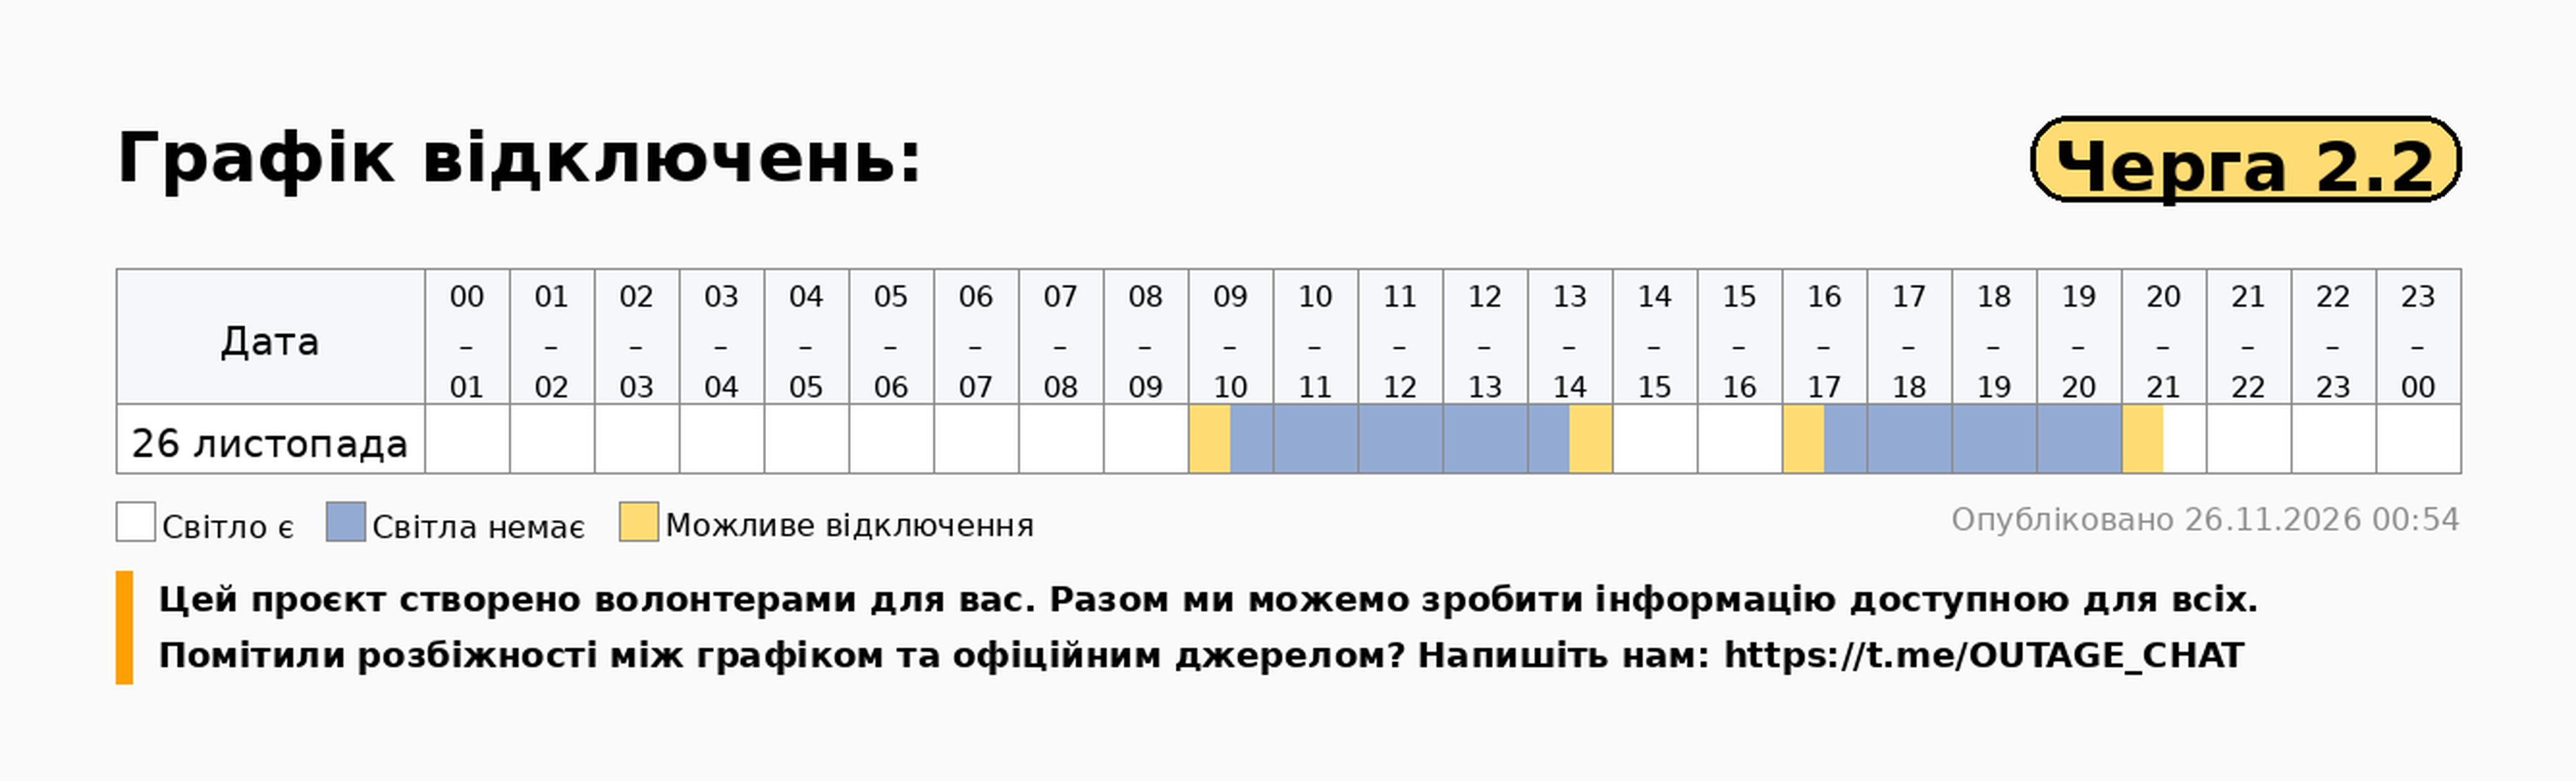 Графік відключень:
Черга 2.2
Дата 00 – 01 01 – 02 02 – 03 03 – 04 04 – 05 05 – 06 06 – 07 07 – 08 08 – 09 09 – 10 10 – 11 11 – 12 12 – 13 13 – 14 14 – 15 15 – 16 16 – 17 17 – 18 18 – 19 19 – 20 20 – 21 21 – 22 22 – 23 23 – 00
26 листопада
Світло є Світла немає Можливе відключення
Опубліковано 26.11.2026 00:54
Цей проєкт створено волонтерами для вас. Разом ми можемо зробити інформацію доступною для всіх.
Помітили розбіжності між графіком та офіційним джерелом? Напишіть нам: https://t.me/OUTAGE_CHAT